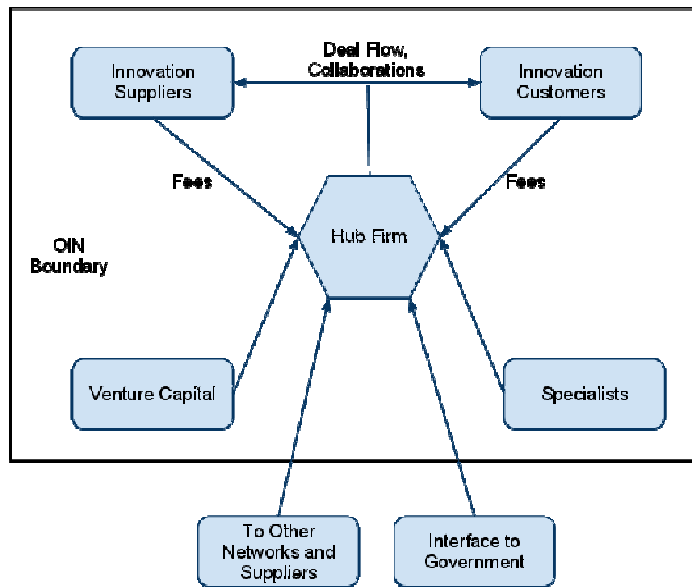 Deal Flow,
Collaborations
Innovation
Suppliers
Innovation
Customers
Fees
Fees
Hub Firm
OIN
Boundary
Venture Capital
Specialists
To Other
Networks and
Suppliers
Interface to
Government